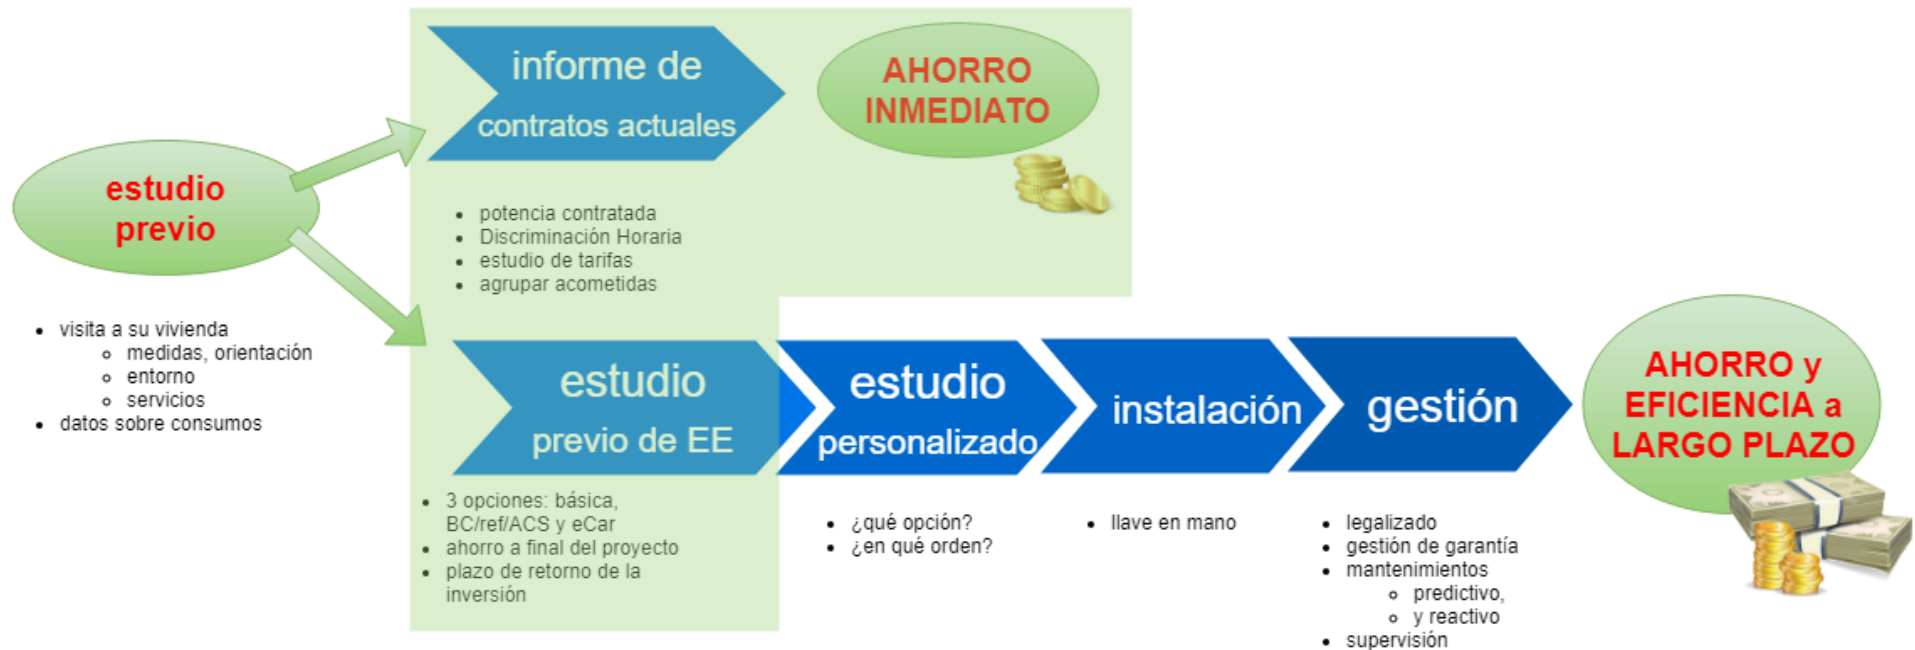 estudio
previo
• visita a su vivienda
◦ medidas, orientación
◦ entorno
◦ servicios
• datos sobre consumos
informe de
contratos actuales
• potencia contratada
• Discriminación Horaria
• estudio de tarifas
• agrupar acometidas
AHORRO
INMEDIATO
estudio
previo de EE
• 3 opciones: básica,
BC/ref/ACS y eCar
• ahorro a final del proyecto
• plazo de retorno de la
inversión
estudio
personalizado
• ¿qué opción?
• ¿en qué orden?
instalación
• llave en mano
gestión
• legalizado
• gestión de garantía
• mantenimientos
◦ predictivo,
◦ y reactivo
• supervisión
AHORRO y
EFICIENCIA a
LARGO PLAZO